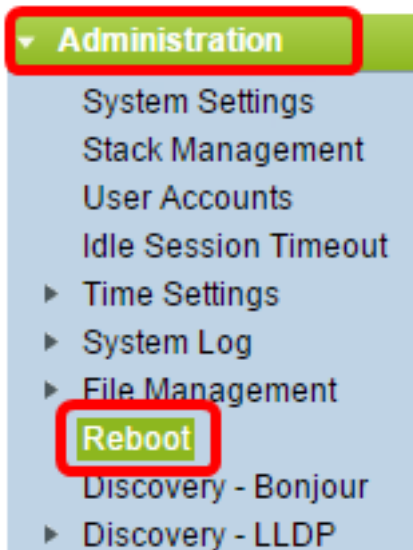 Administration
System Settings
Stack Management
User Accounts
Idle Session Timeout
Time Settings
System Log
File Management
Reboot
Discovery - Bonjour
Discovery - LLDP